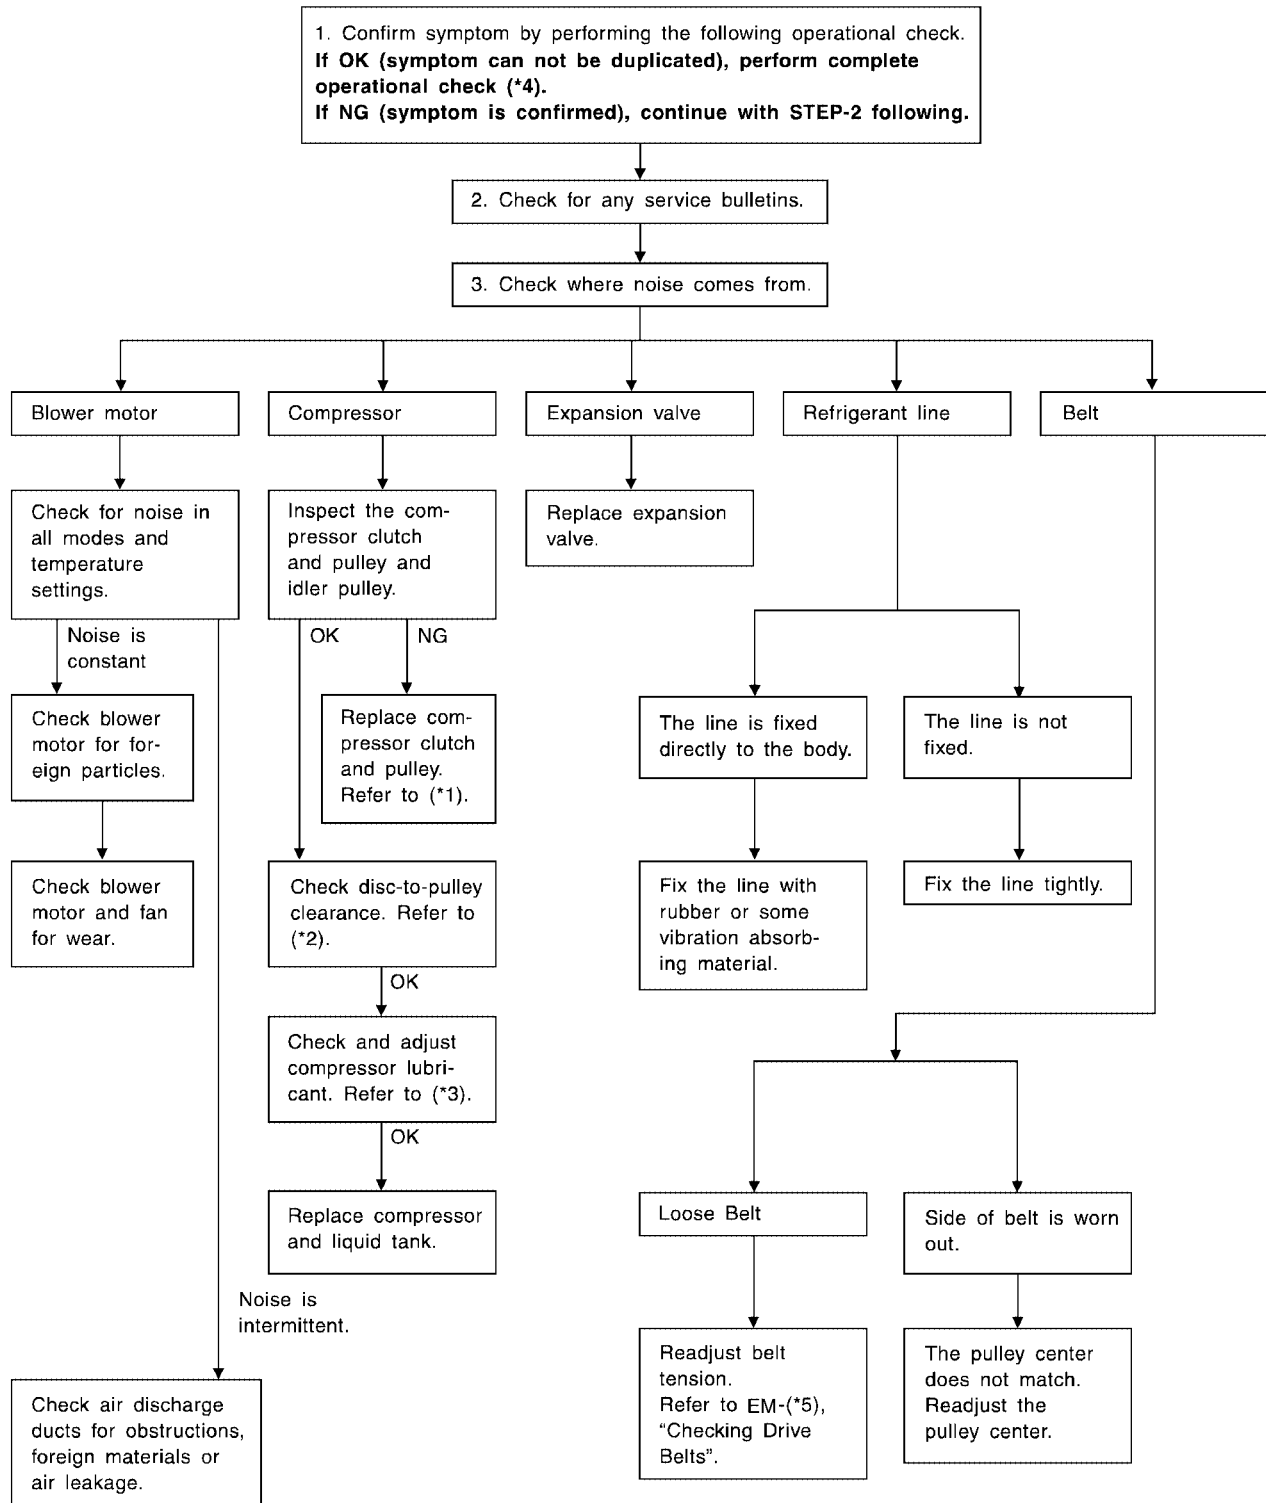 1. Confirm symptom by performing the following operational check.
If OK (symptom can not be duplicated), perform complete
operational check (*4).
If NG (symptom is confirmed), continue with STEP-2 following.
2. Check for any service bulletins.
3. Check where noise comes from.
Blower motor
Compressor
Expansion valve
Refrigerant line
Belt
Check for noise in
all modes and
temperature
settings.
Inspect the com-
pressor clutch
and pulley and
idler pulley.
Replace expansion
valve.
Noise is
constant
OK
NG
Check blower
motor for for-
eign particles.
Replace com-
pressor clutch
and pulley.
Refer to (*1).
The line is fixed
directly to the body.
The line is not
fixed.
Check blower
motor and fan
for wear.
Check disc-to-pulley
clearance. Refer to
(*2).
Fix the line with
rubber or some
vibration absorb-
ing material.
Fix the line tightly.
OK
Check and adjust
compressor lubri-
cant. Refer to (*3).
OK
Replace compressor
and liquid tank.
Loose Belt
Side of belt is worn
out.
Noise is
intermittent.
Check air discharge
ducts for obstructions,
foreign materials or
air leakage.
Readjust belt
tension.
Refer to EM-(*5),
“Checking Drive
Belts”.
The pulley center
does not match.
Readjust the
pulley center.